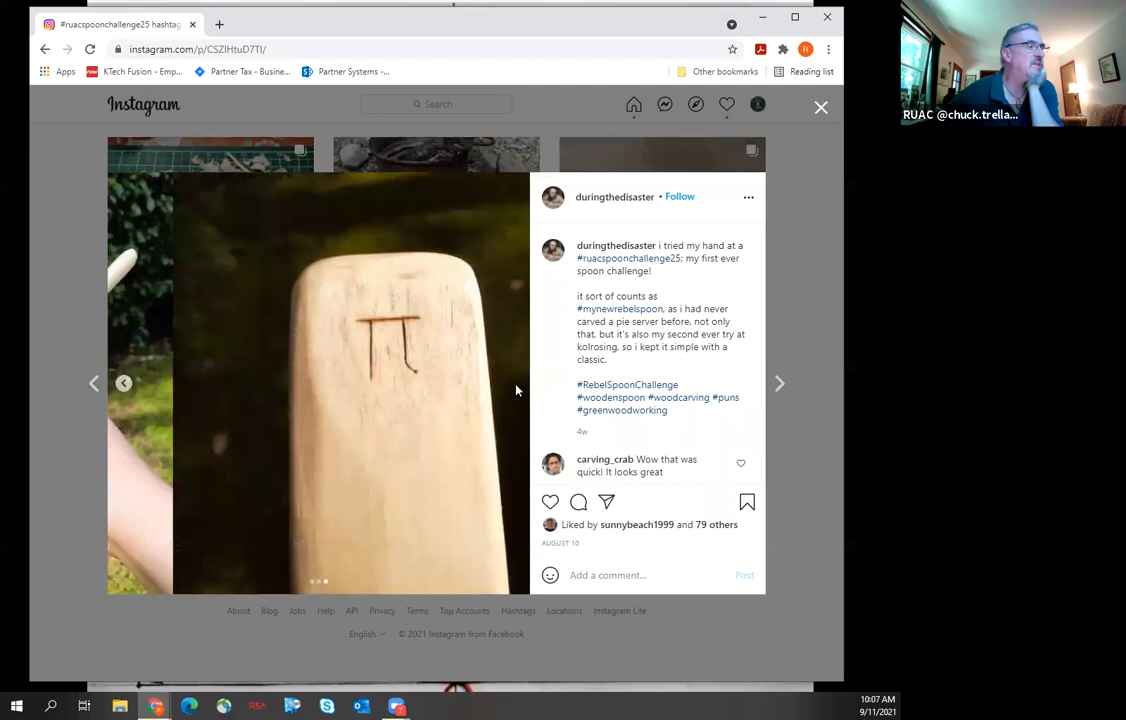 #ruacspoonchallenge25 hashtag
instagram.com/p/CSZIHtuD7TI/
R
Apps
KTech Fusion - Emp...
Partner Tax - Busine...
Partner Systems -...
Other bookmarks
Reading list
Instagram
Search
duringthedisaster • Follow
duringthedisaster i tried my hand at a
#ruacspoonchallenge25: my first ever
spoon challenge!
it sort of counts as
#mynewrebelspoon, as i had never
carved a pie server before. not only
that, but it's also my second ever try at
kolrosing, so i kept it simple with a
classic.
#RebelSpoonChallenge
#woodenspoon #woodcarving #puns
#greenwoodworking
4w
carving_crab Wow that was
quick! It looks great
Liked by sunnybeach1999 and 79 others
AUGUST 10
Add a comment...
Post
π
About Blog Jobs Help API Privacy Terms Top Accounts Hashtags Locations Instagram Lite
English © 2021 Instagram from Facebook
RSA
10:07 AM
9/11/2021
RUAC @chuck.trella...